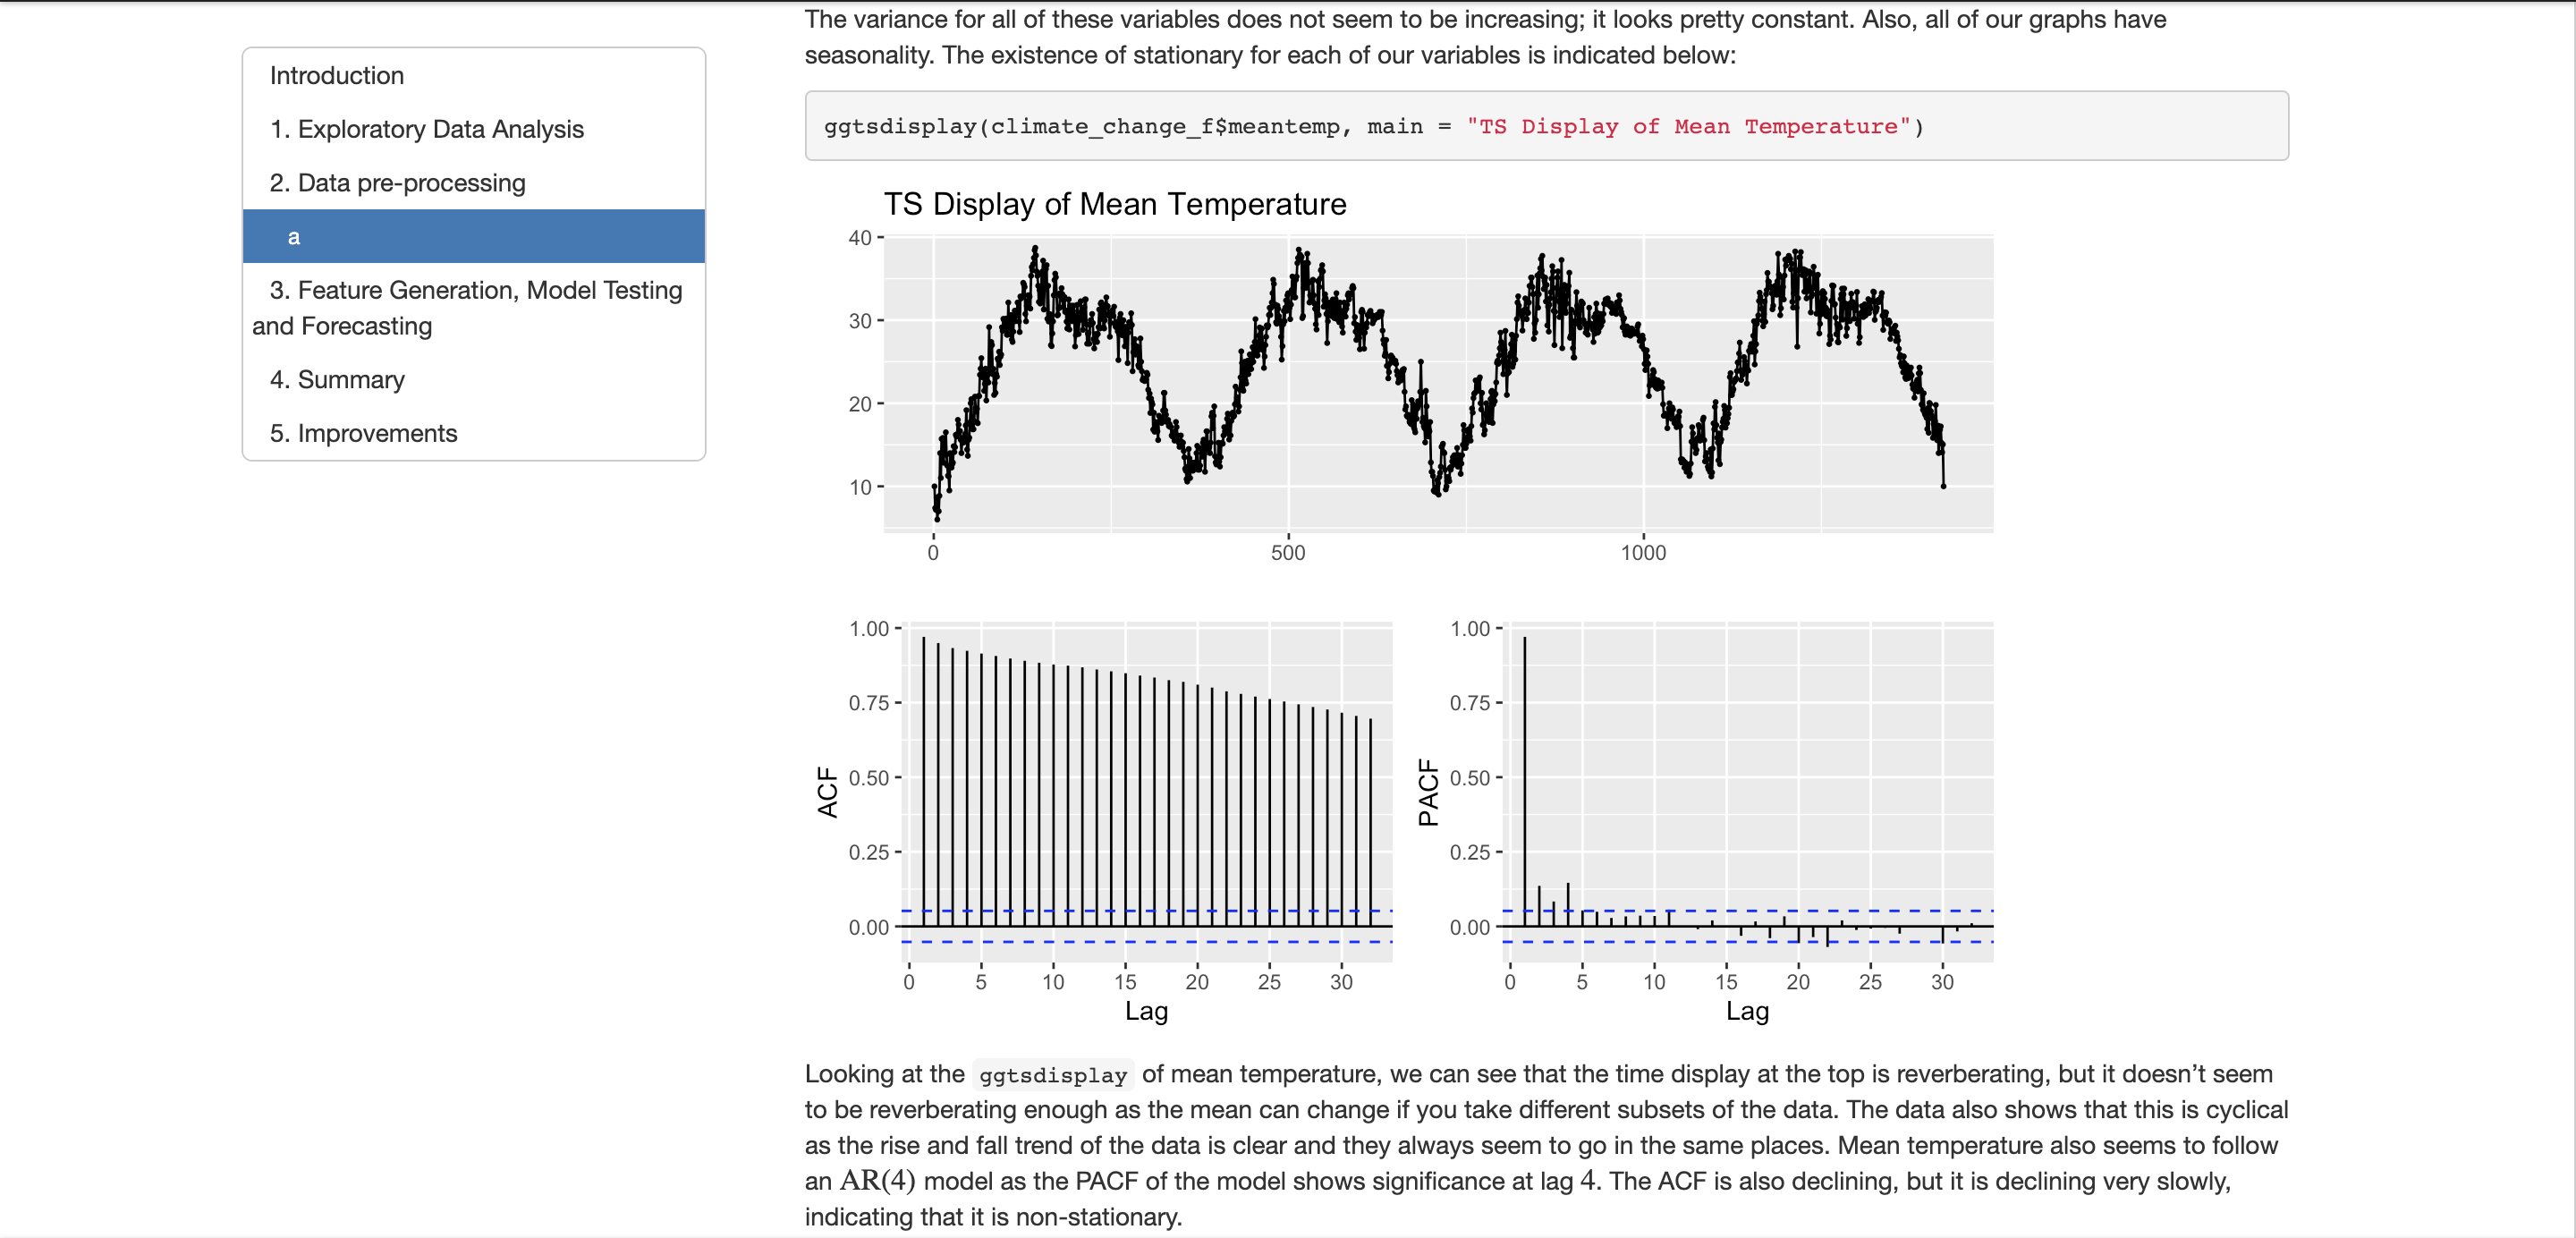 The variance for all of these variables does not seem to be increasing; it looks pretty constant. Also, all of our graphs have
seasonality. The existence of stationary for each of our variables is indicated below:
Introduction
1. Exploratory Data Analysis
2. Data pre-processing
a
3. Feature Generation, Model Testing
and Forecasting
4. Summary
5. Improvements
ggtsdisplay(climate_change_f$meantemp, main = "TS Display of Mean Temperature")
TS Display of Mean Temperature
40
30
20
10
0 500 1000
1.00
0.75
0.50
0.25
0.00
ACF
0 5 10 15 20 25 30
Lag
1.00
0.75
0.50
0.25
0.00
PACF
0 5 10 15 20 25 30
Lag
Looking at the ggtsdisplay of mean temperature, we can see that the time display at the top is reverberating, but it doesn’t seem
to be reverberating enough as the mean can change if you take different subsets of the data. The data also shows that this is cyclical
as the rise and fall trend of the data is clear and they always seem to go in the same places. Mean temperature also seems to follow
an AR(4) model as the PACF of the model shows significance at lag 4. The ACF is also declining, but it is declining very slowly,
indicating that it is non-stationary.